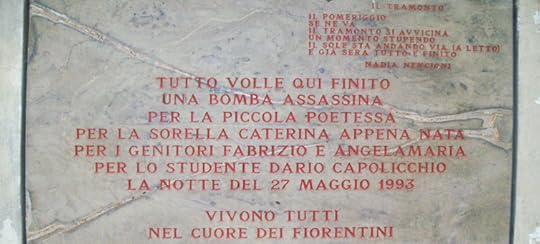 IL TRAMONTO
IL POMERIGGIO
SE NE VA
IL TRAMONTO SI AVVICINA
UN MOMENTO STUPENDO
IL SOLE STA ANDANDO VIA (A LETTO)
E GIÀ SERA TUTTO È FINITO
NADIA NENCIONI
TUTTO VOLLE QUI FINITO
UNA BOMBA ASSASSINA
PER LA PICCOLA POETESSA
PER LA SORELLA CATERINA APPENA NATA
PER I GENITORI FABRIZIO E ANGELAMARIA
PER LO STUDENTE DARIO CAPOLICCHIO
LA NOTTE DEL 27 MAGGIO 1993
VIVONO TUTTI
NEL CUORE DEI FIORENTINI